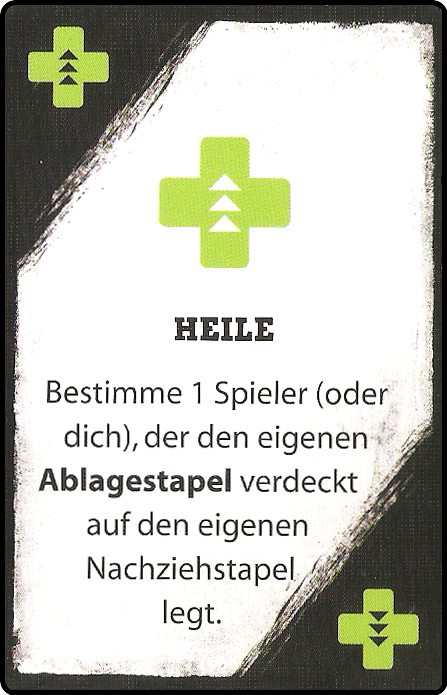 HEILE
Bestimme 1 Spieler (oder
dich), der den eigenen
Ablagestapel verdeckt
auf den eigenen
Nachziehstapel
legt.